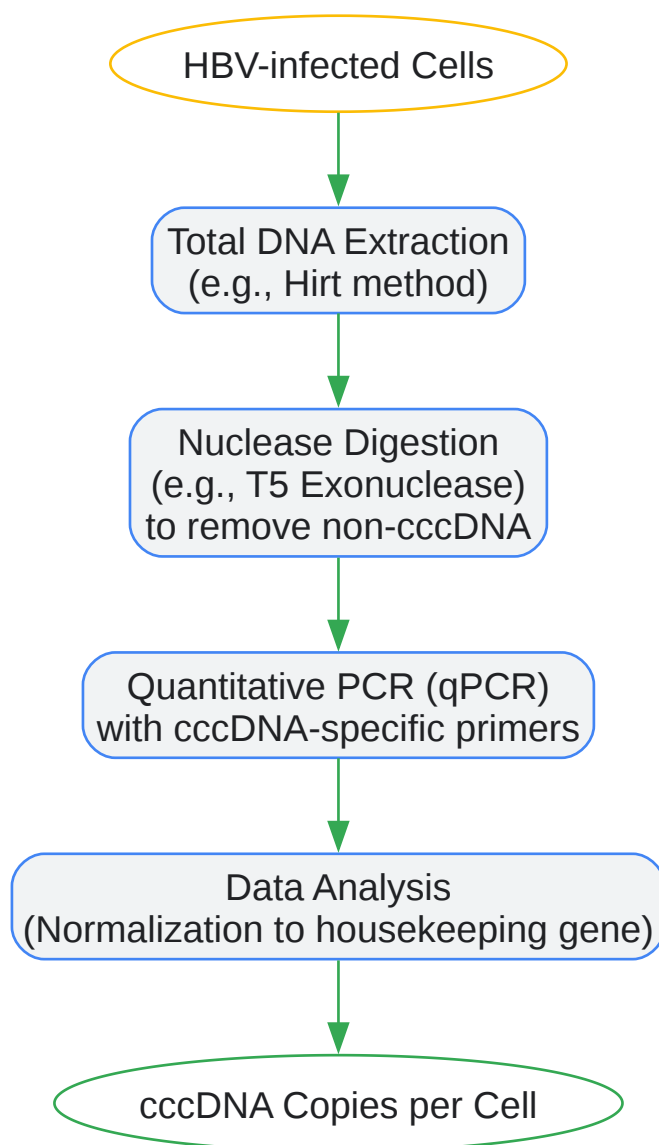 HBV-infected Cells
Total DNA Extraction
(e.g., Hirt method)
Nuclease Digestion
(e.g., T5 Exonuclease)
to remove non-cccDNA
Quantitative PCR (qPCR)
with cccDNA-specific primers
Data Analysis
(Normalization to housekeeping gene)
cccDNA Copies per Cell